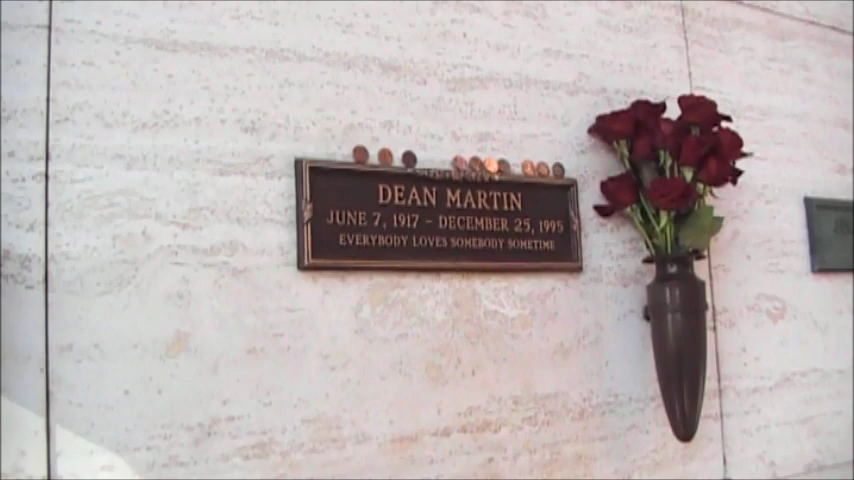 DEAN MARTIN
JUNE 7, 1917 - DECEMBER 25, 1995
EVERYBODY LOVES SOMEBODY SOMETIME